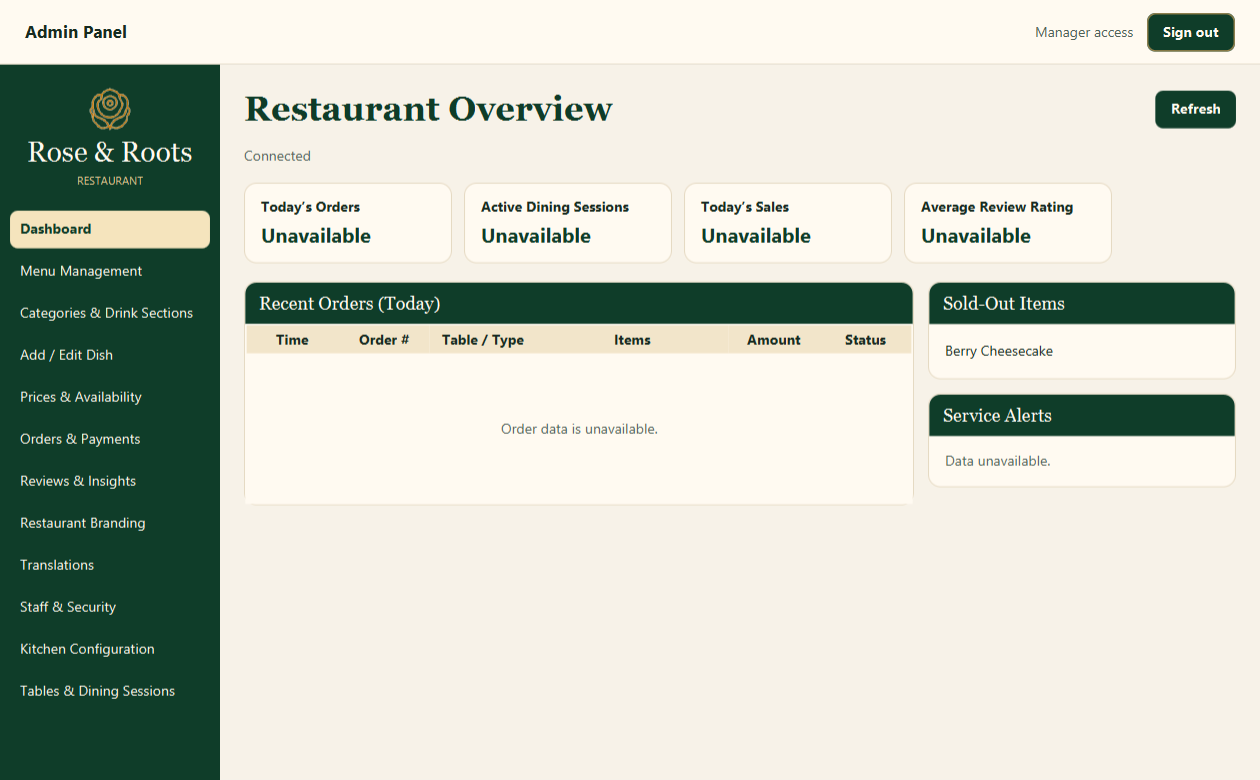 Admin Panel
Manager access
Sign out
Rose & Roots
RESTAURANT
Dashboard
Menu Management
Categories & Drink Sections
Add / Edit Dish
Prices & Availability
Orders & Payments
Reviews & Insights
Restaurant Branding
Translations
Staff & Security
Kitchen Configuration
Tables & Dining Sessions
Restaurant Overview
Refresh
Connected
Today’s Orders
Unavailable
Active Dining Sessions
Unavailable
Today’s Sales
Unavailable
Average Review Rating
Unavailable
Recent Orders (Today)
Time Order # Table / Type Items Amount Status
Order data is unavailable.
Sold-Out Items
Berry Cheesecake
Service Alerts
Data unavailable.